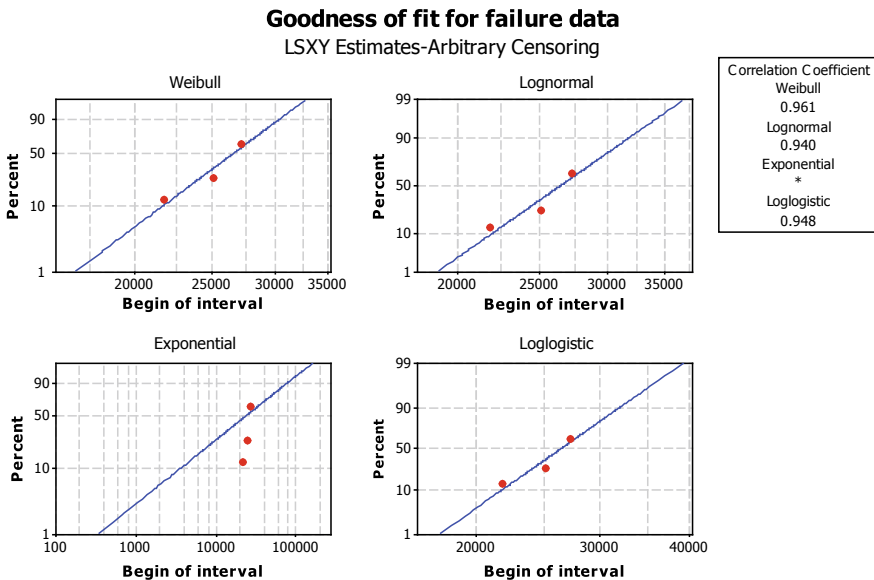 Goodness of fit for failure data
LSXY Estimates-Arbitrary Censoring
Weibull
Percent
90
50
10
1
20000 25000 30000 35000
Begin of interval
Lognormal
Percent
99
90
50
10
1
20000 25000 30000 35000
Begin of interval
Correlation Coefficient
Weibull
0.961
Lognormal
0.940
Exponential
*
Loglogistic
0.948
Exponential
Percent
90
50
10
1
100 1000 10000 100000
Begin of interval
Loglogistic
Percent
99
90
50
10
1
20000 30000 40000
Begin of interval